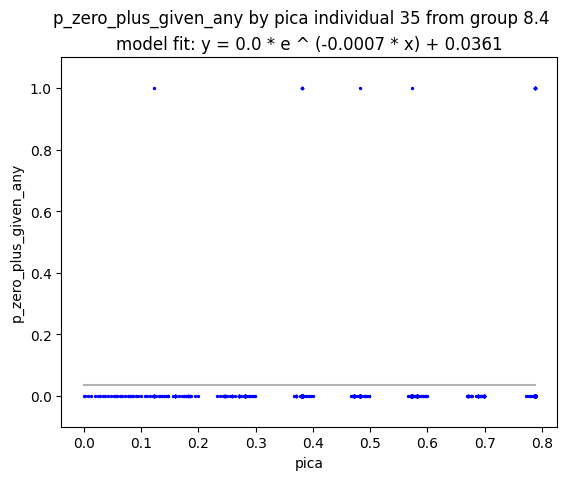 p_zero_plus_given_any by pica individual 35 from group 8.4
model fit: y = 0.0 * e ^ (-0.0007 * x) + 0.0361
1.0
0.8
0.6
0.4
0.2
0.0
p_zero_plus_given_any
0.0 0.1 0.2 0.3 0.4 0.5 0.6 0.7 0.8
pica